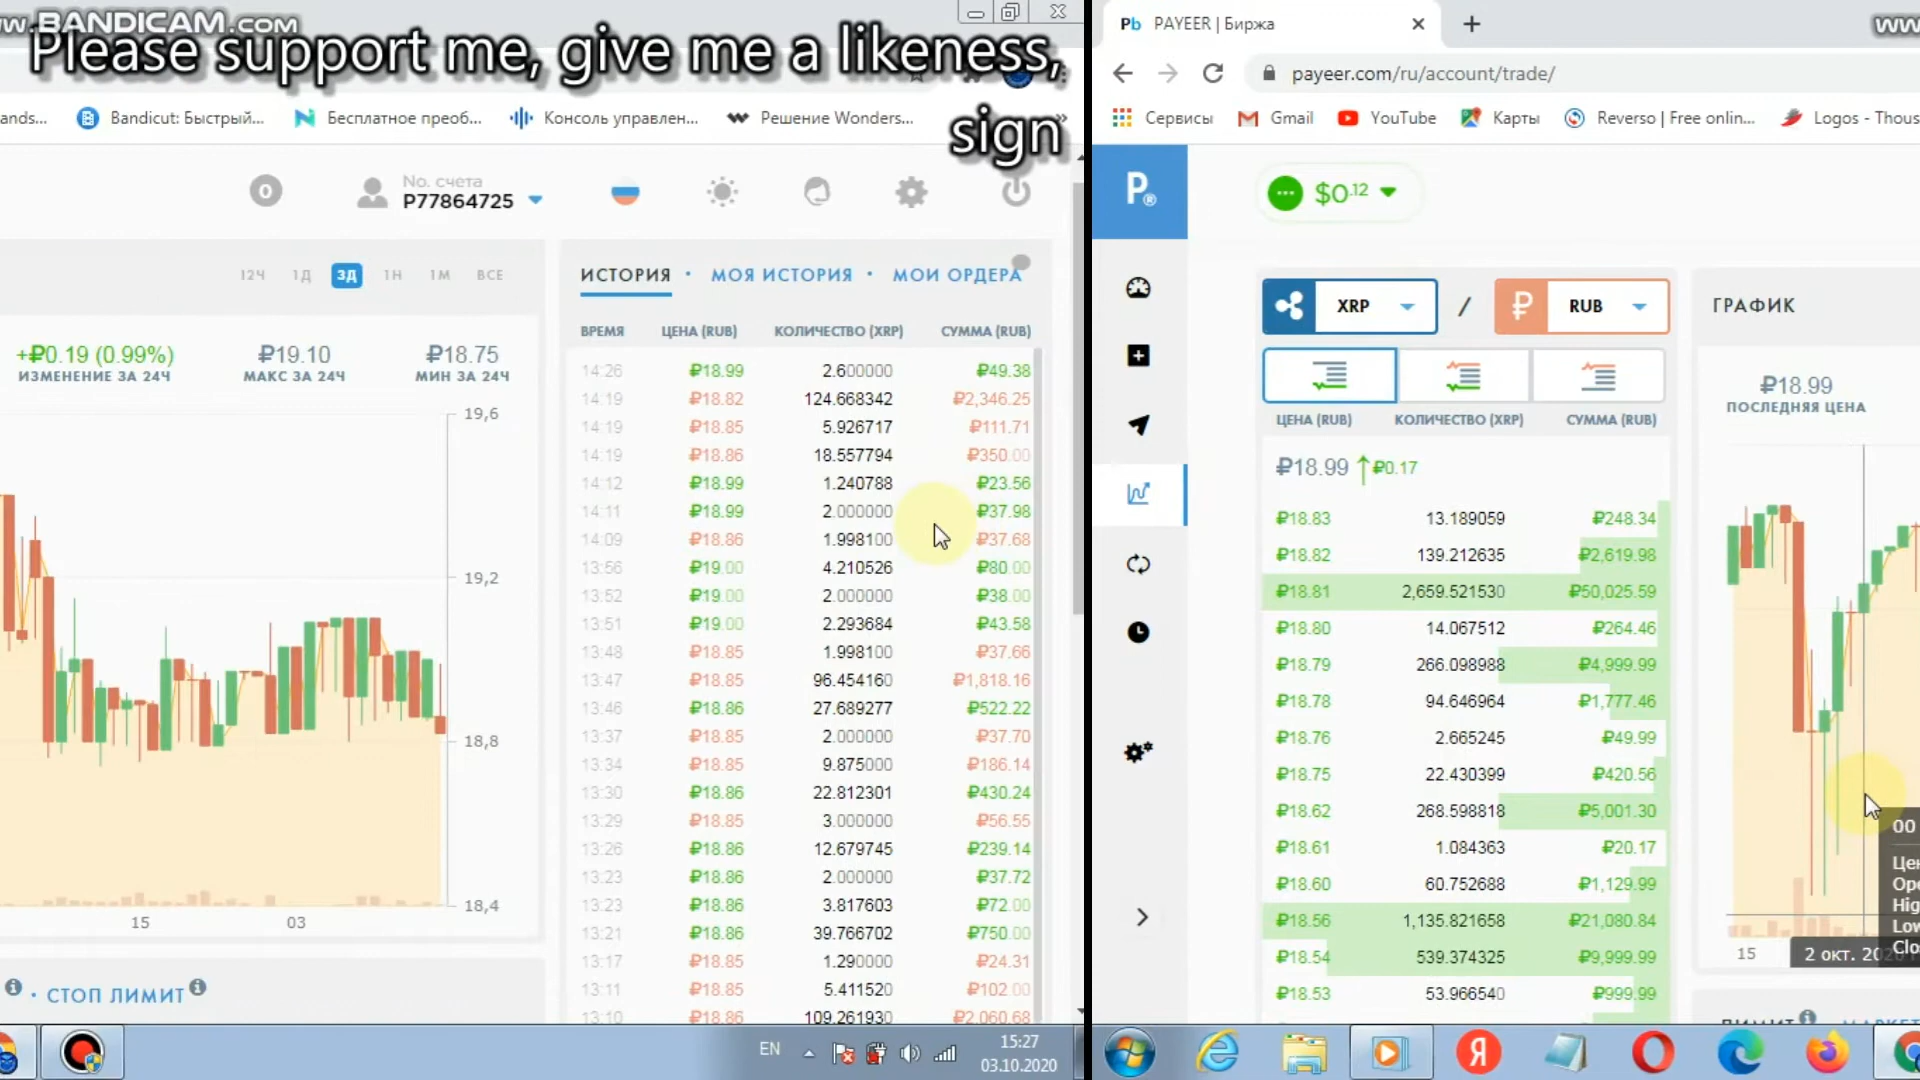 BANDICAM.com
Please support me, give me a likeness,
sign
Bandicut: Быстрый...
Бесплатное преоб...
Консоль управлен...
Решение Wonders...
»
No. счета
P77864725
12Ч 1Д 3Д 1Н 1М ВСЕ
+₽0.19 (0.99%)
ИЗМЕНЕНИЕ ЗА 24Ч
₽19.10
МАКС ЗА 24Ч
₽18.75
МИН ЗА 24Ч
19,6
19,2
18,8
18,4
15 03
СТОП ЛИМИТ
ИСТОРИЯ • МОЯ ИСТОРИЯ • МОИ ОРДЕРА
ВРЕМЯ ЦЕНА (RUB) КОЛИЧЕСТВО (XRP) СУММА (RUB)
14:26 ₽18.99 2.600000 ₽49.38
14:19 ₽18.82 124.668342 ₽2,346.25
14:19 ₽18.85 5.926717 ₽111.71
14:19 ₽18.86 18.557794 ₽350.00
14:12 ₽18.99 1.240788 ₽23.56
14:11 ₽18.99 2.000000 ₽37.98
14:09 ₽18.86 1.998100 ₽37.68
13:56 ₽19.00 4.210526 ₽80.00
13:52 ₽19.00 2.000000 ₽38.00
13:51 ₽19.00 2.293684 ₽43.58
13:48 ₽18.85 1.998100 ₽37.66
13:47 ₽18.85 96.454160 ₽1,818.16
13:46 ₽18.86 27.689277 ₽522.22
13:37 ₽18.85 2.000000 ₽37.70
13:34 ₽18.85 9.875000 ₽186.14
13:30 ₽18.86 22.812301 ₽430.24
13:29 ₽18.85 3.000000 ₽56.55
13:26 ₽18.86 12.679745 ₽239.14
13:23 ₽18.86 2.000000 ₽37.72
13:23 ₽18.86 3.817603 ₽72.00
13:21 ₽18.86 39.766702 ₽750.00
13:17 ₽18.85 1.290000 ₽24.31
13:11 ₽18.85 5.411520 ₽102.00
13:10 ₽18.86 109.261930 ₽2,060.68
EN
15:27
03.10.2020
PAYEER | Биржа
payeer.com/ru/account/trade/
Сервисы
Gmail
YouTube
Карты
Reverso | Free onlin...
Logos - Thous
$0.12
XRP / RUB
ЦЕНА (RUB) КОЛИЧЕСТВО (XRP) СУММА (RUB)
₽18.99 ₽0.17
₽18.83 13.189059 ₽248.34
₽18.82 139.212635 ₽2,619.98
₽18.81 2,659.521530 ₽50,025.59
₽18.80 14.067512 ₽264.46
₽18.79 266.098988 ₽4,999.99
₽18.78 94.646964 ₽1,777.46
₽18.76 2.665245 ₽49.99
₽18.75 22.430399 ₽420.56
₽18.62 268.598818 ₽5,001.30
₽18.61 1.084363 ₽20.17
₽18.60 60.752688 ₽1,129.99
₽18.56 1,135.821658 ₽21,080.84
₽18.54 539.374325 ₽9,999.99
₽18.53 53.966540 ₽999.99
ГРАФИК
₽18.99
ПОСЛЕДНЯЯ ЦЕНА
00
Цен
Ope
Hig
Low
Clo
15
2 окт. 20